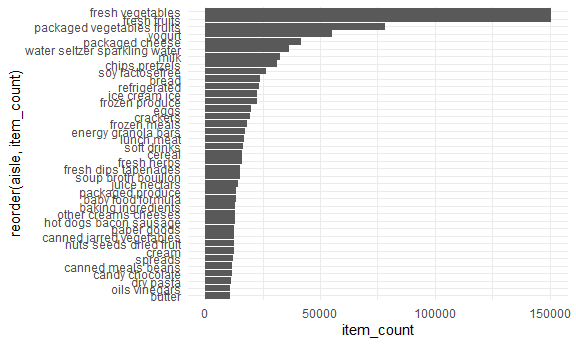 reorder(aisle, item_count)
fresh vegetables
fresh fruits
packaged vegetables fruits
yogurt
packaged cheese
water seltzer sparkling water
milk
chips pretzels
soy lactosefree
bread
refrigerated
ice cream ice
frozen produce
eggs
crackers
frozen meals
energy granola bars
lunch meat
soft drinks
cereal
fresh herbs
fresh dips tapenades
soup broth bouillon
juice nectars
packaged produce
baby food formula
baking ingredients
other creams cheeses
hot dogs bacon sausage
paper goods
canned jarred vegetables
nuts seeds dried fruit
cream
spreads
canned meals beans
candy chocolate
dry pasta
oils vinegars
butter
0 50000 100000 150000
item_count